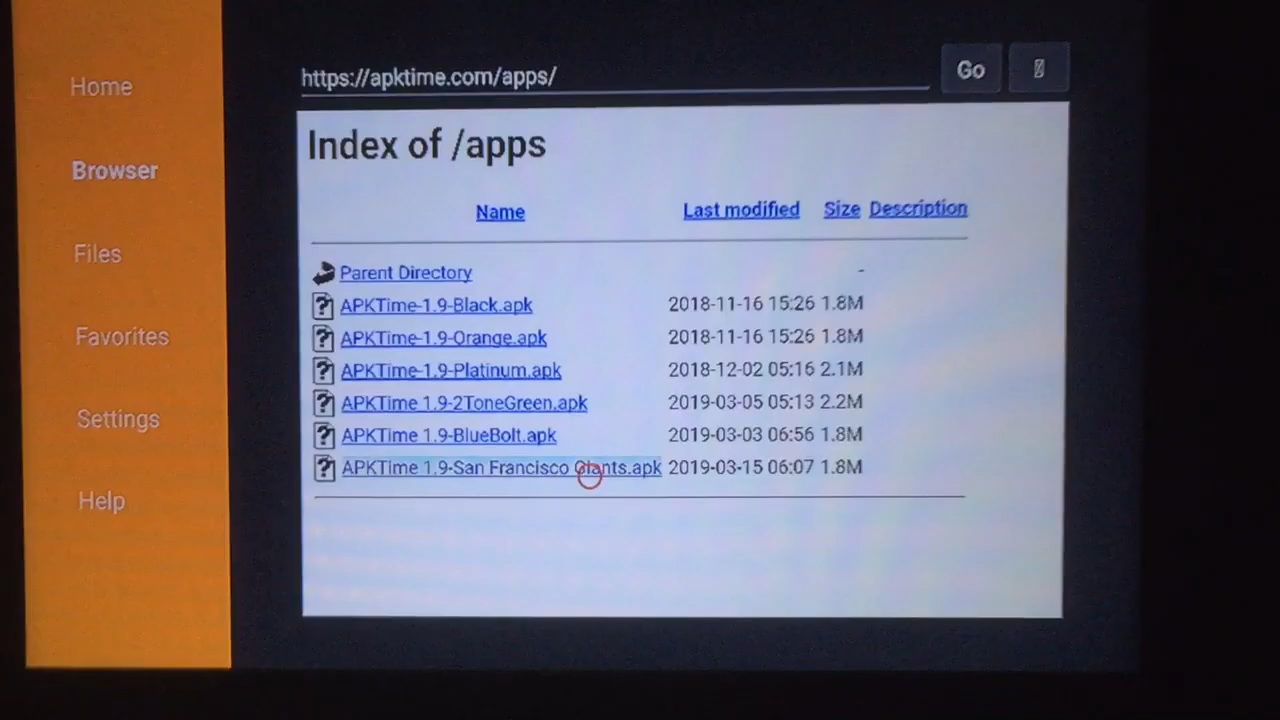 Home
Browser
Files
Favorites
Settings
Help
https://apktime.com/apps/
Go
Index of /apps
Name Last modified Size Description
Parent Directory -
APKTime-1.9-Black.apk 2018-11-16 15:26 1.8M
APKTime-1.9-Orange.apk 2018-11-16 15:26 1.8M
APKTime-1.9-Platinum.apk 2018-12-02 05:16 2.1M
APKTime 1.9-2ToneGreen.apk 2019-03-05 05:13 2.2M
APKTime 1.9-BlueBolt.apk 2019-03-03 06:56 1.8M
APKTime 1.9-San Francisco Giants.apk 2019-03-15 06:07 1.8M